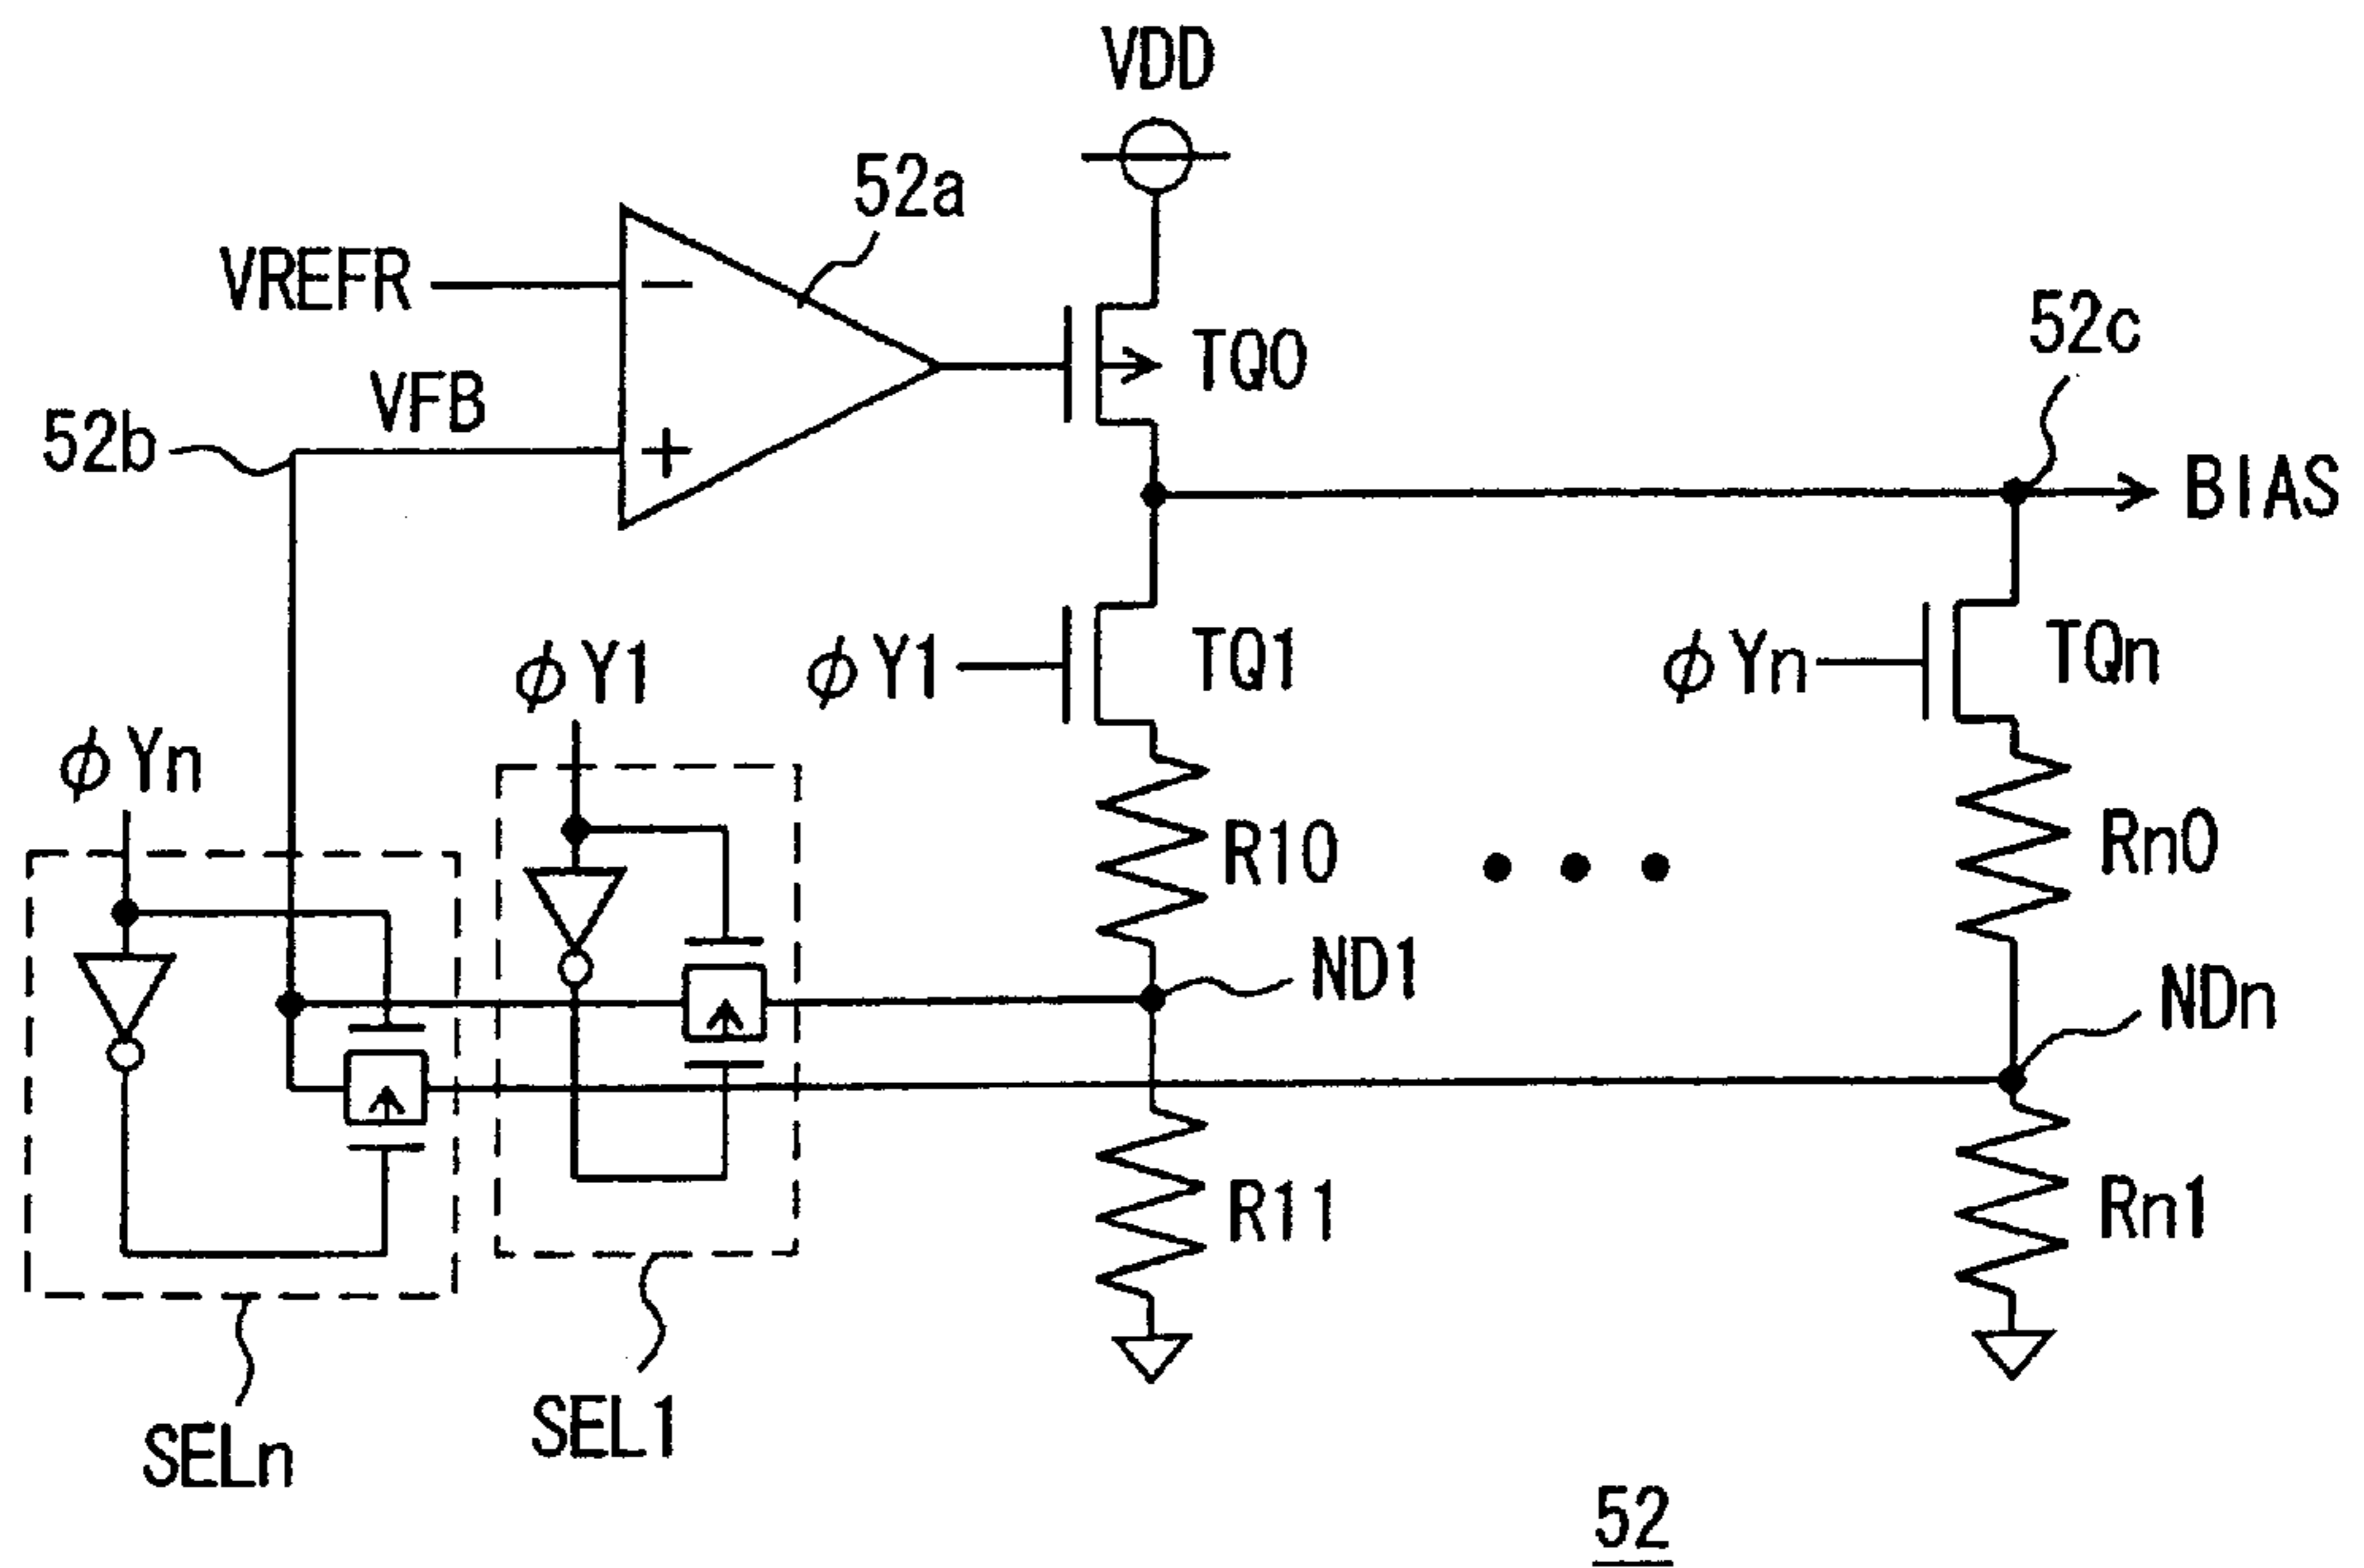 VDD
52a
VREFR
−
TQ0
52c
VFB
52b
+
BIAS
φY1
φY1
TQ1
φYn
TQn
φYn
R10
Rn0
ND1
NDn
R11
Rn1
SEL1
SELn
52